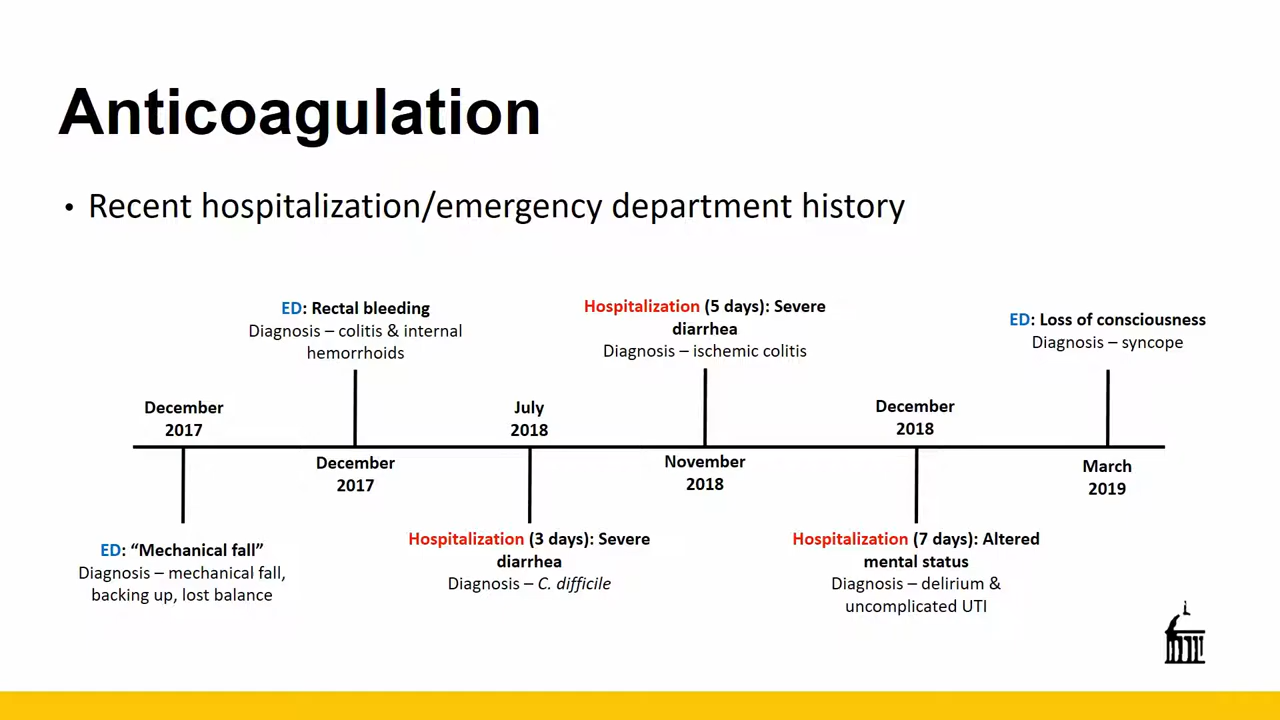 Anticoagulation
• Recent hospitalization/emergency department history
ED: Rectal bleeding
Diagnosis – colitis & internal
hemorrhoids
Hospitalization (5 days): Severe
diarrhea
Diagnosis – ischemic colitis
ED: Loss of consciousness
Diagnosis – syncope
December
2017
July
2018
December
2018
December
2017
November
2018
March
2019
ED: “Mechanical fall”
Diagnosis – mechanical fall,
backing up, lost balance
Hospitalization (3 days): Severe
diarrhea
Diagnosis – C. difficile
Hospitalization (7 days): Altered
mental status
Diagnosis – delirium &
uncomplicated UTI